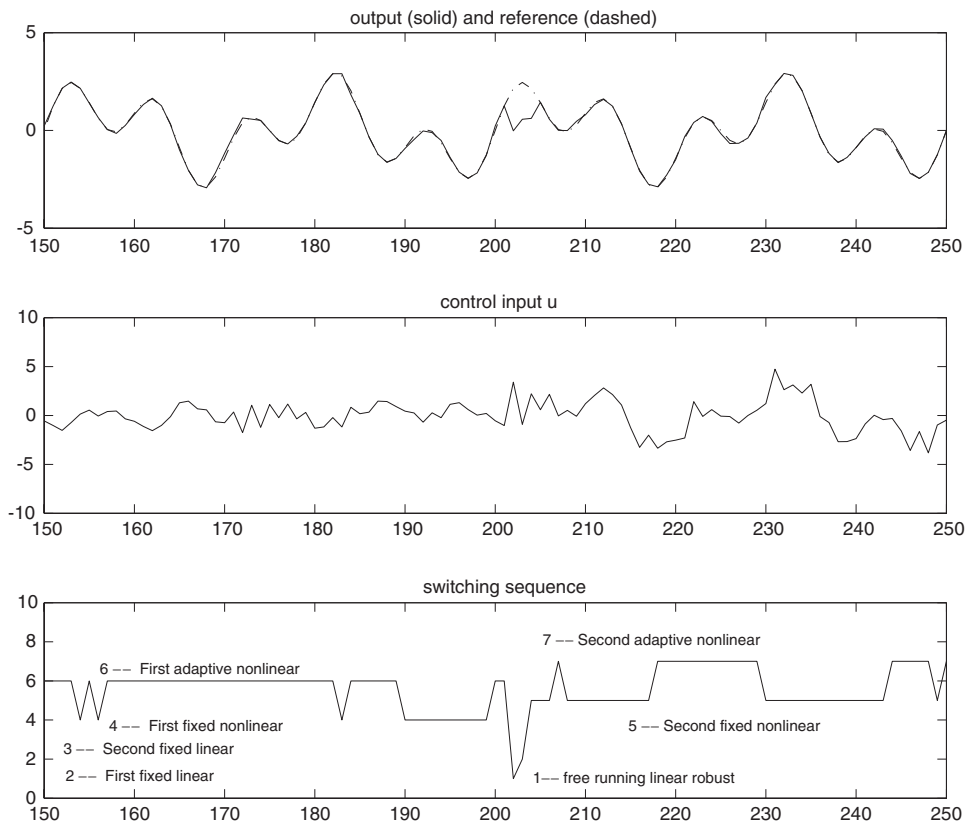 output (solid) and reference (dashed)
5
0
-5
150 160 170 180 190 200 210 220 230 240 250
control input u
10
5
0
-5
-10
150 160 170 180 190 200 210 220 230 240 250
switching sequence
10
8
7 −− Second adaptive nonlinear
6 −− First adaptive nonlinear
6
4 −− First fixed nonlinear
5 −− Second fixed nonlinear
4
3 −− Second fixed linear
2 −− First fixed linear
1−− free running linear robust
2
0
150 160 170 180 190 200 210 220 230 240 250